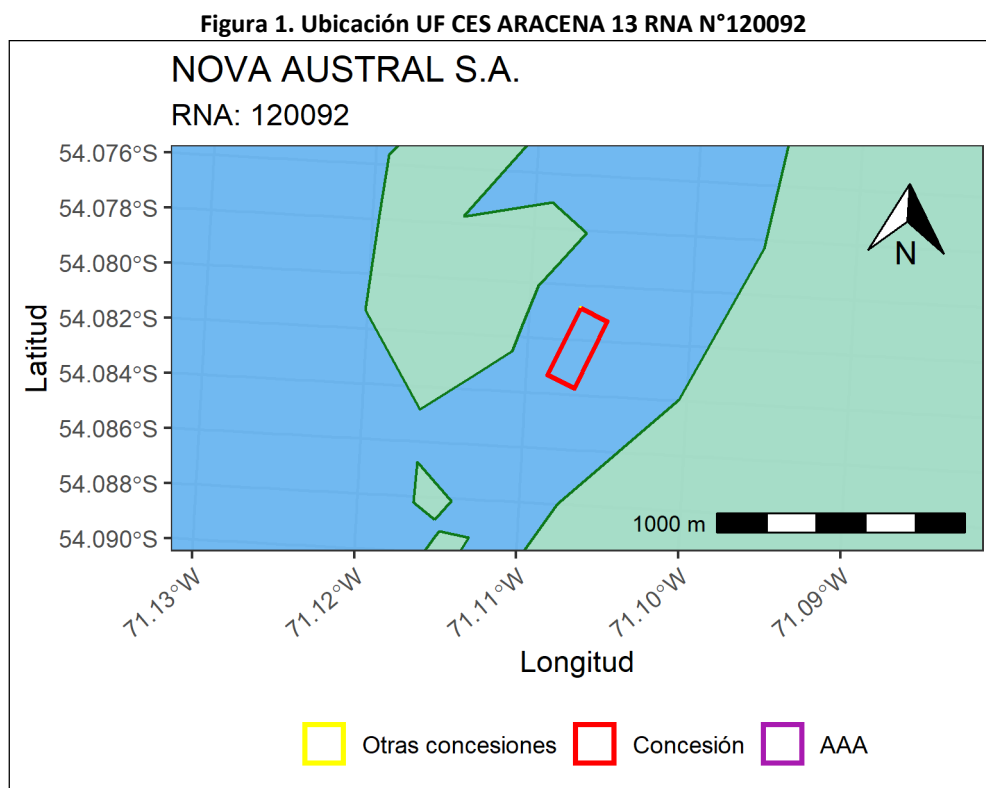 Figura 1. Ubicación UF CES ARACENA 13 RNA N°120092
NOVA AUSTRAL S.A.
RNA: 120092
54.076°S
54.078°S
54.080°S
54.082°S
54.084°S
54.086°S
54.088°S
54.090°S
Latitud
N
1000 m
71.13°W
71.12°W
71.11°W
71.10°W
71.09°W
Longitud
Otras concesiones
Concesión
AAA